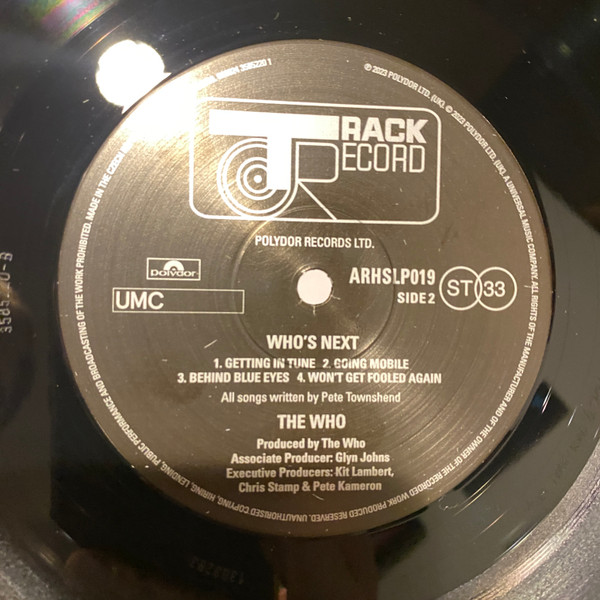 TRACK
RECORD
POLYDOR RECORDS LTD.
Polydor
UMC
ARHSLP019
SIDE 2
ST 33
WHO'S NEXT
1. GETTING IN TUNE 2. GOING MOBILE
3. BEHIND BLUE EYES 4. WON'T GET FOOLED AGAIN
All songs written by Pete Townshend
THE WHO
Produced by The Who
Associate Producer: Glyn Johns
Executive Producers: Kit Lambert,
Chris Stamp & Pete Kameron
℗ 2023 POLYDOR LTD. (UK). © 2023 POLYDOR LTD. (UK). A UNIVERSAL MUSIC COMPANY. ALL RIGHTS OF THE MANUFACTURER AND OF THE OWNER OF THE RECORDED WORK PRODUCED RESERVED. UNAUTHORISED COPYING, HIRING, LENDING, PUBLIC PERFORMANCE AND BROADCASTING OF THE WORK PROHIBITED. MADE IN THE CZECH